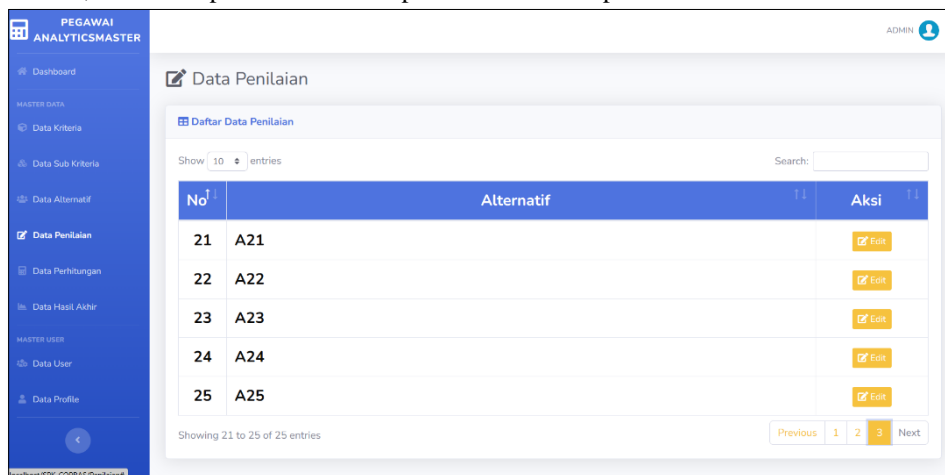 PEGAWAI
ANALYTICSMASTER
ADMIN
Dashboard
MASTER DATA
Data Kriteria
Data Sub Kriteria
Data Alternatif
Data Penilaian
Data Perhitungan
Data Hasil Akhir
MASTER USER
Data User
Data Profile
Data Penilaian
Daftar Data Penilaian
Show 10 entries
Search:
No Alternatif Aksi
21 A21 Edit
22 A22 Edit
23 A23 Edit
24 A24 Edit
25 A25 Edit
Showing 21 to 25 of 25 entries
Previous 1 2 3 Next